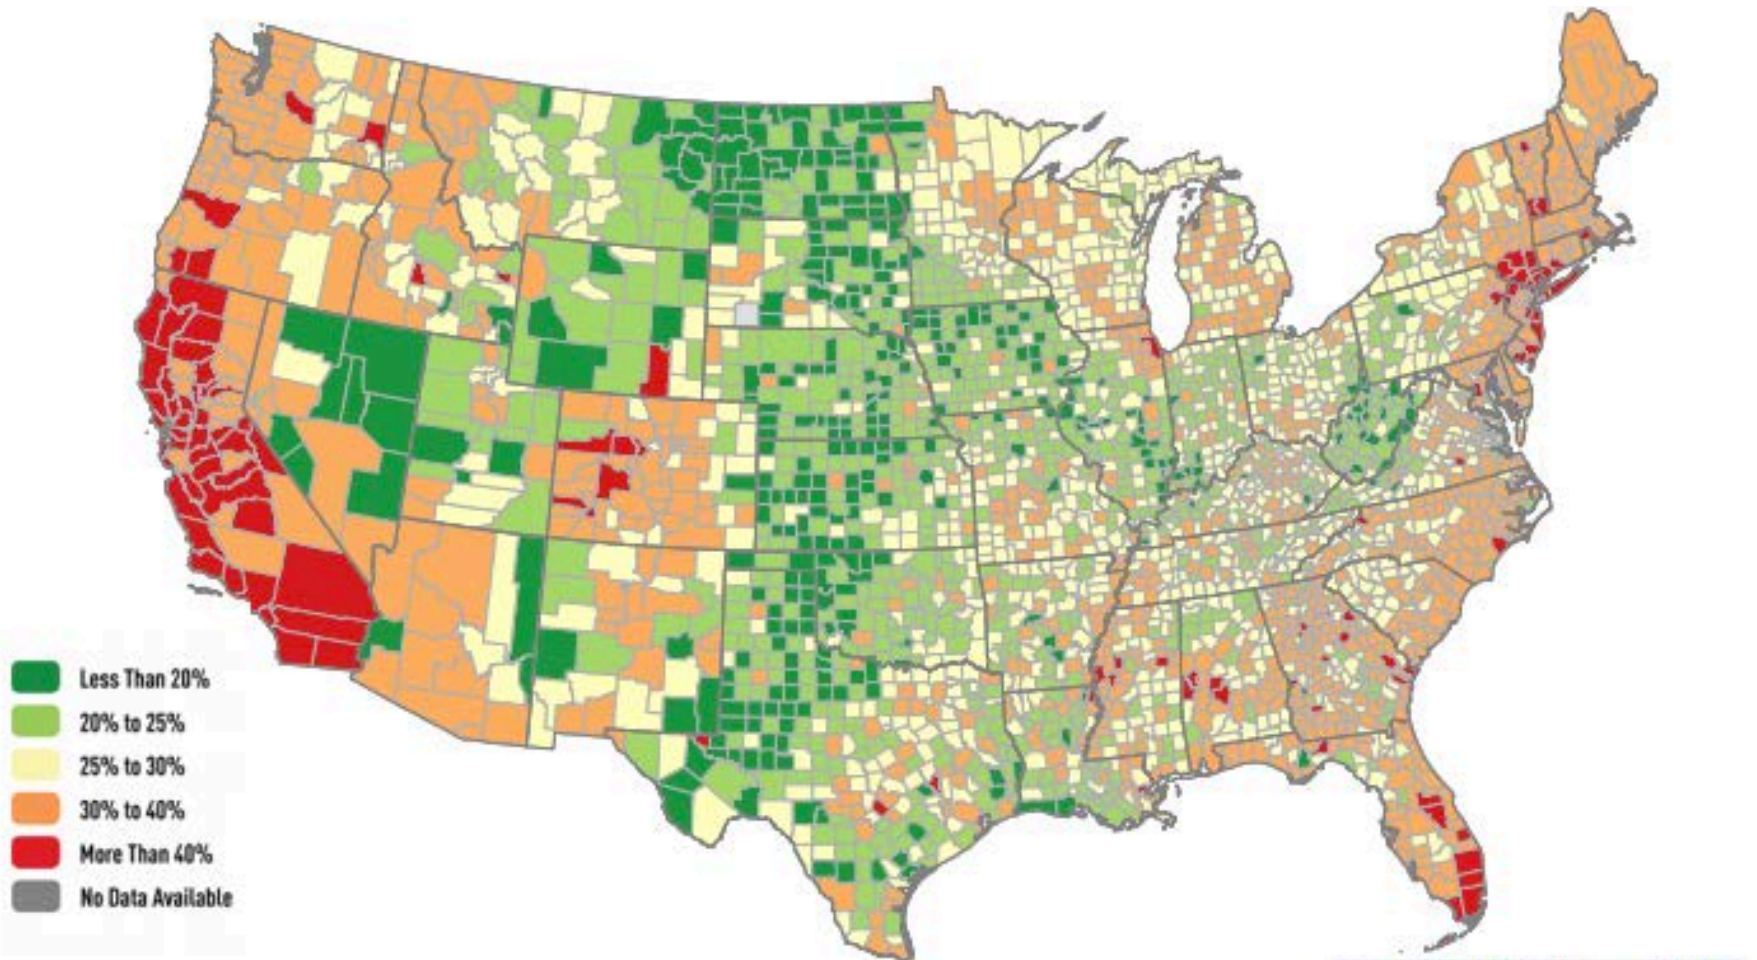 Less Than 20%
20% to 25%
25% to 30%
30% to 40%
More Than 40%
No Data Available